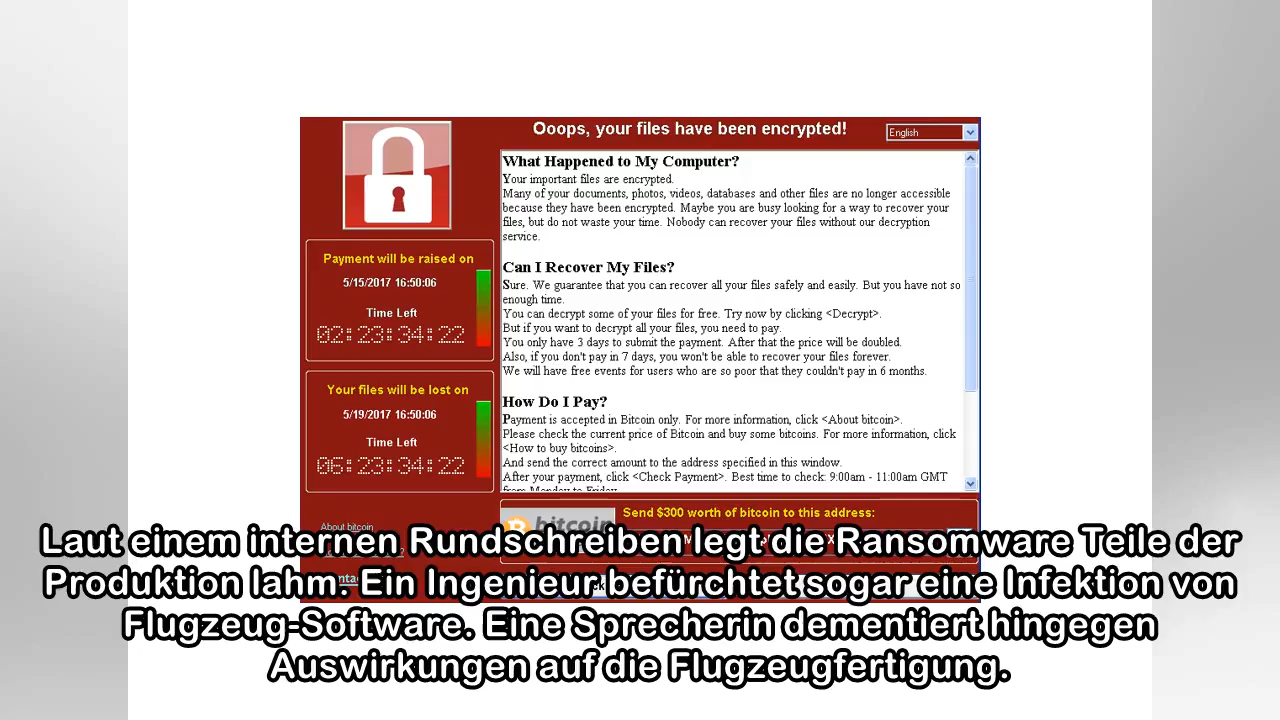 Ooops, your files have been encrypted!
English
What Happened to My Computer?
Your important files are encrypted.
Many of your documents, photos, videos, databases and other files are no longer accessible
because they have been encrypted. Maybe you are busy looking for a way to recover your
files, but do not waste your time. Nobody can recover your files without our decryption
service.
Can I Recover My Files?
Sure. We guarantee that you can recover all your files safely and easily. But you have not so
enough time.
You can decrypt some of your files for free. Try now by clicking <Decrypt>.
But if you want to decrypt all your files, you need to pay.
You only have 3 days to submit the payment. After that the price will be doubled.
Also, if you don't pay in 7 days, you won't be able to recover your files forever.
We will have free events for users who are so poor that they couldn't pay in 6 months.
How Do I Pay?
Payment is accepted in Bitcoin only. For more information, click <About bitcoin>.
Please check the current price of Bitcoin and buy some bitcoins. For more information, click
<How to buy bitcoins>.
And send the correct amount to the address specified in this window.
After your payment, click <Check Payment>. Best time to check: 9:00am - 11:00am GMT
from Monday to Friday
Payment will be raised on
5/15/2017 16:50:06
Time Left
02:23:34:22
Your files will be lost on
5/19/2017 16:50:06
Time Left
06:23:34:22
About bitcoin
bitcoin
Send $300 worth of bitcoin to this address:
Laut einem internen Rundschreiben legt die Ransomware Teile der
Produktion lahm. Ein Ingenieur befürchtet sogar eine Infektion von
Flugzeug-Software. Eine Sprecherin dementiert hingegen
Auswirkungen auf die Flugzeugfertigung.